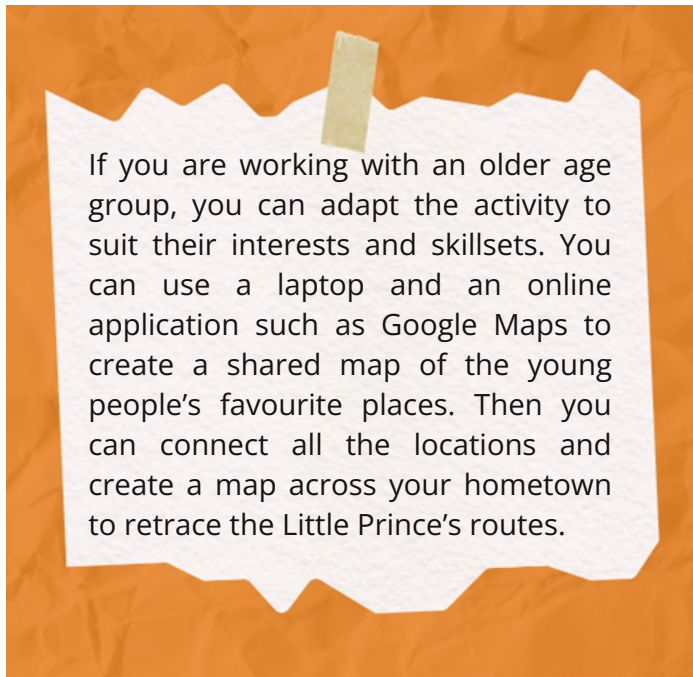 If you are working with an older age
group, you can adapt the activity to
suit their interests and skillsets. You
can use a laptop and an online
application such as Google Maps to
create a shared map of the young
people’s favourite places. Then you
can connect all the locations and
create a map across your hometown
to retrace the Little Prince’s routes.